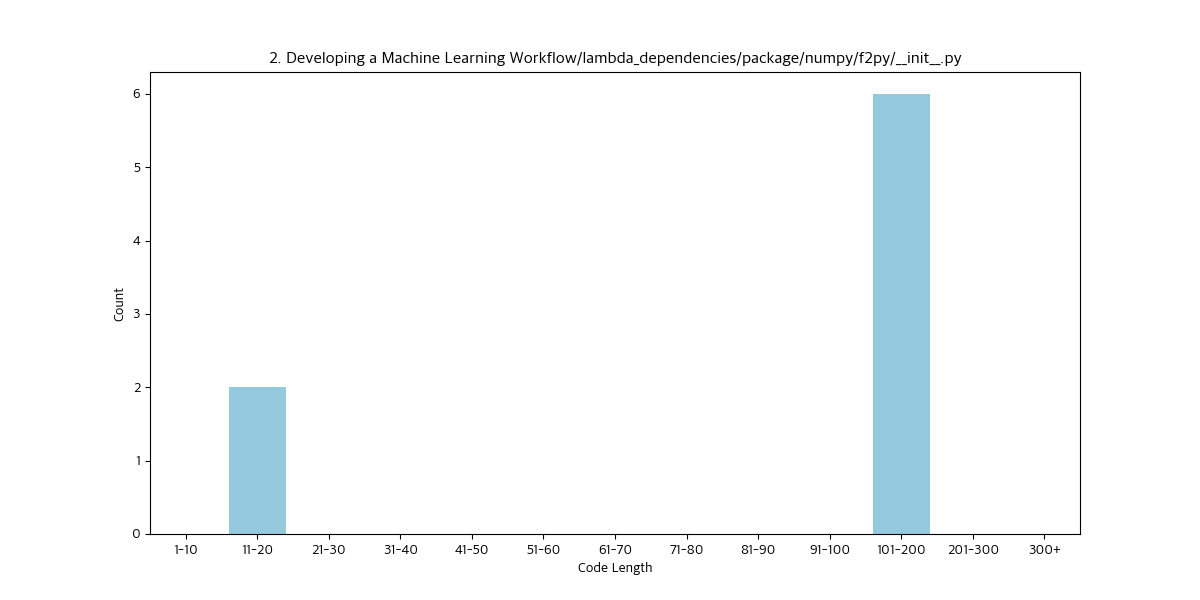 2. Developing a Machine Learning Workflow/lambda_dependencies/package/numpy/f2py/__init__.py
6
5
4
3
2
1
0
Count
1-10 11-20 21-30 31-40 41-50 51-60 61-70 71-80 81-90 91-100 101-200 201-300 300+
Code Length